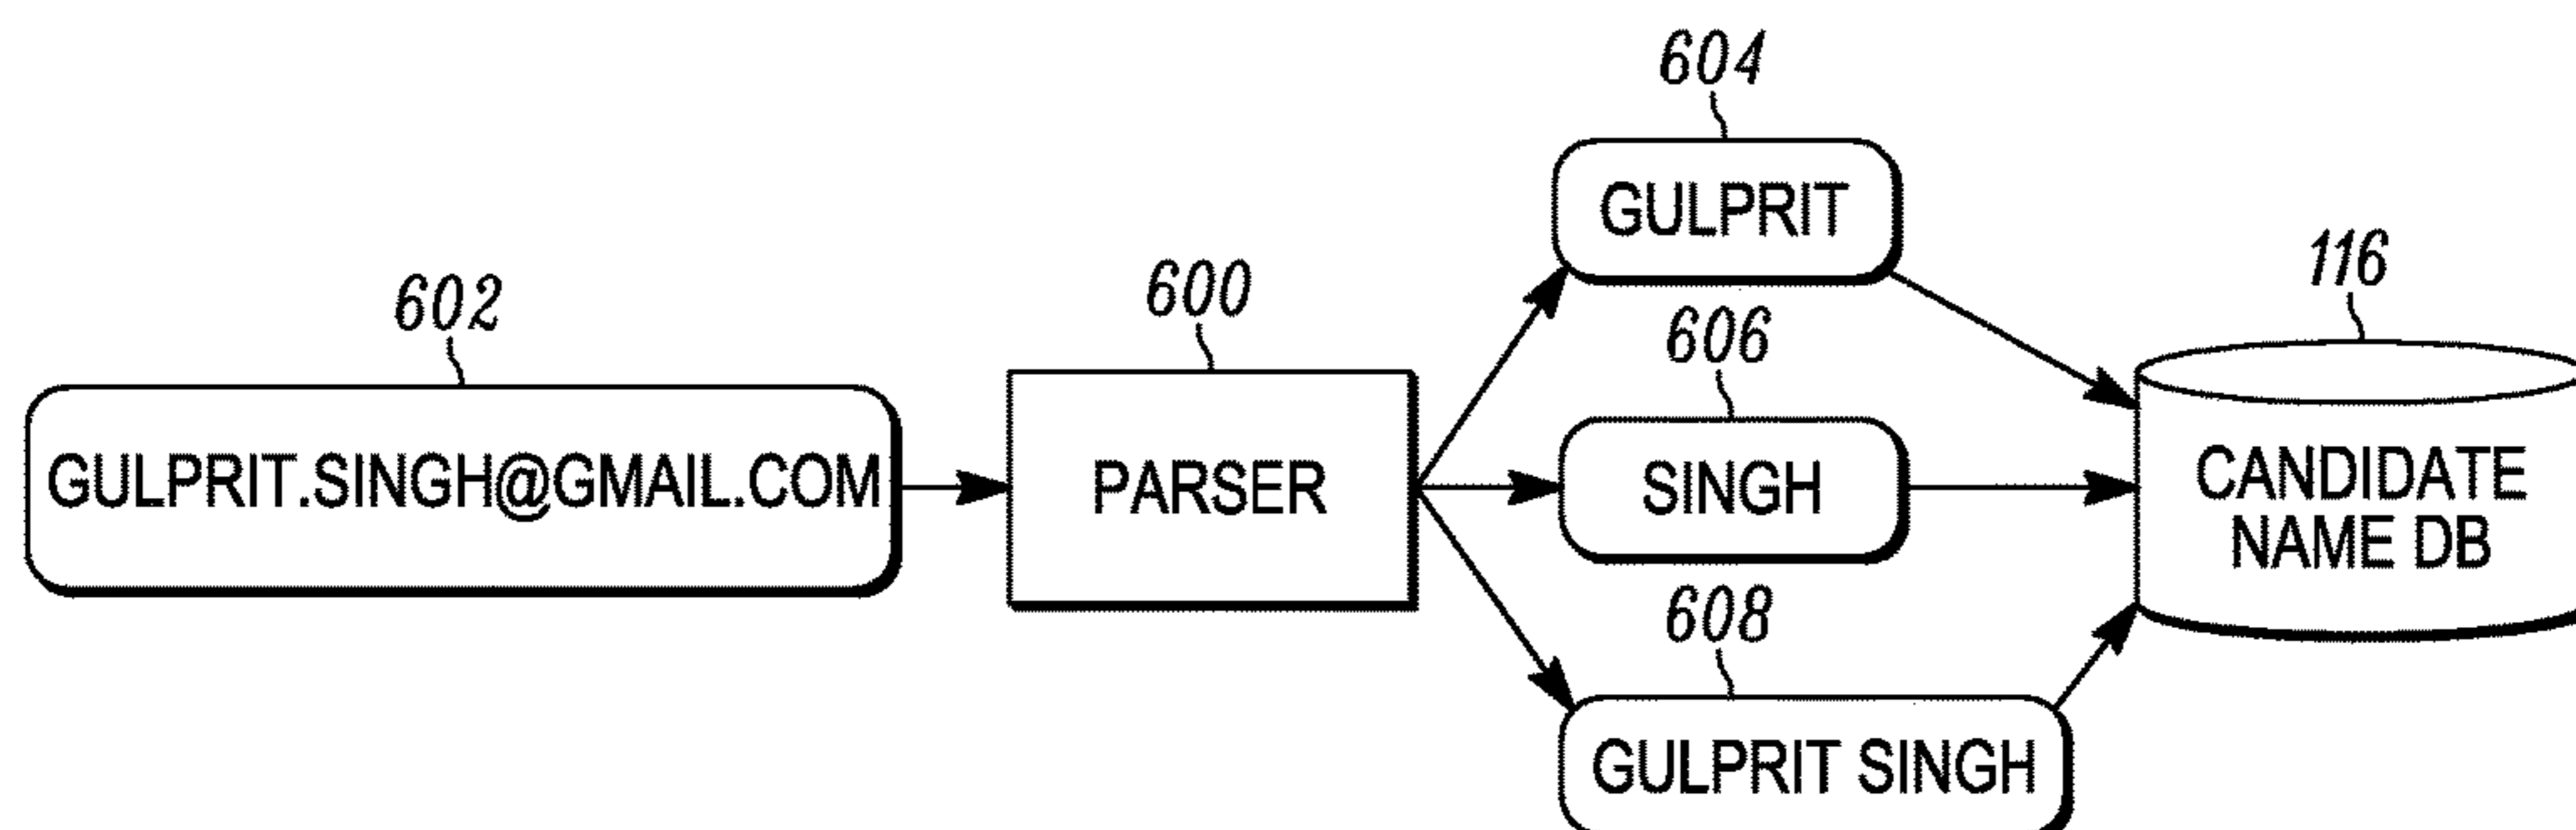 604
GULPRIT
116
602
600
606
GULPRIT.SINGH@GMAIL.COM
PARSER
SINGH
CANDIDATE
NAME DB
608
GULPRIT SINGH